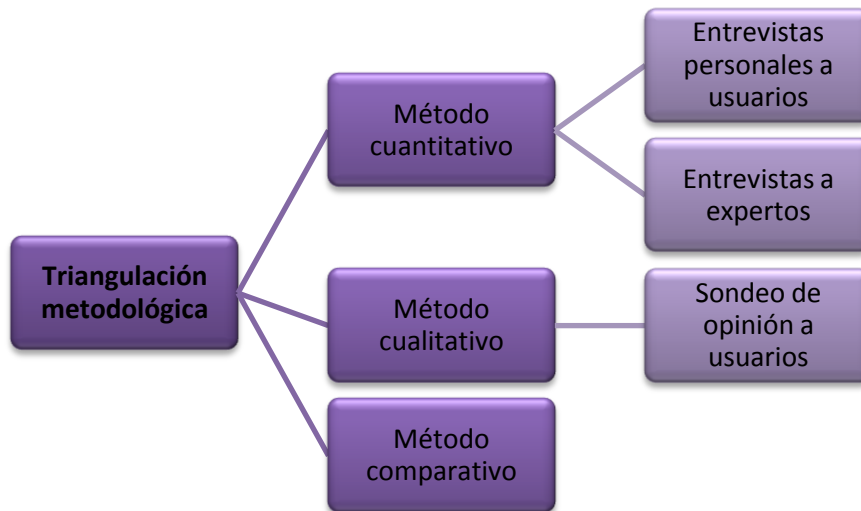 Triangulación
metodológica
Método
cuantitativo
Entrevistas
personales a
usuarios
Entrevistas a
expertos
Método
cualitativo
Sondeo de
opinión a
usuarios
Método
comparativo